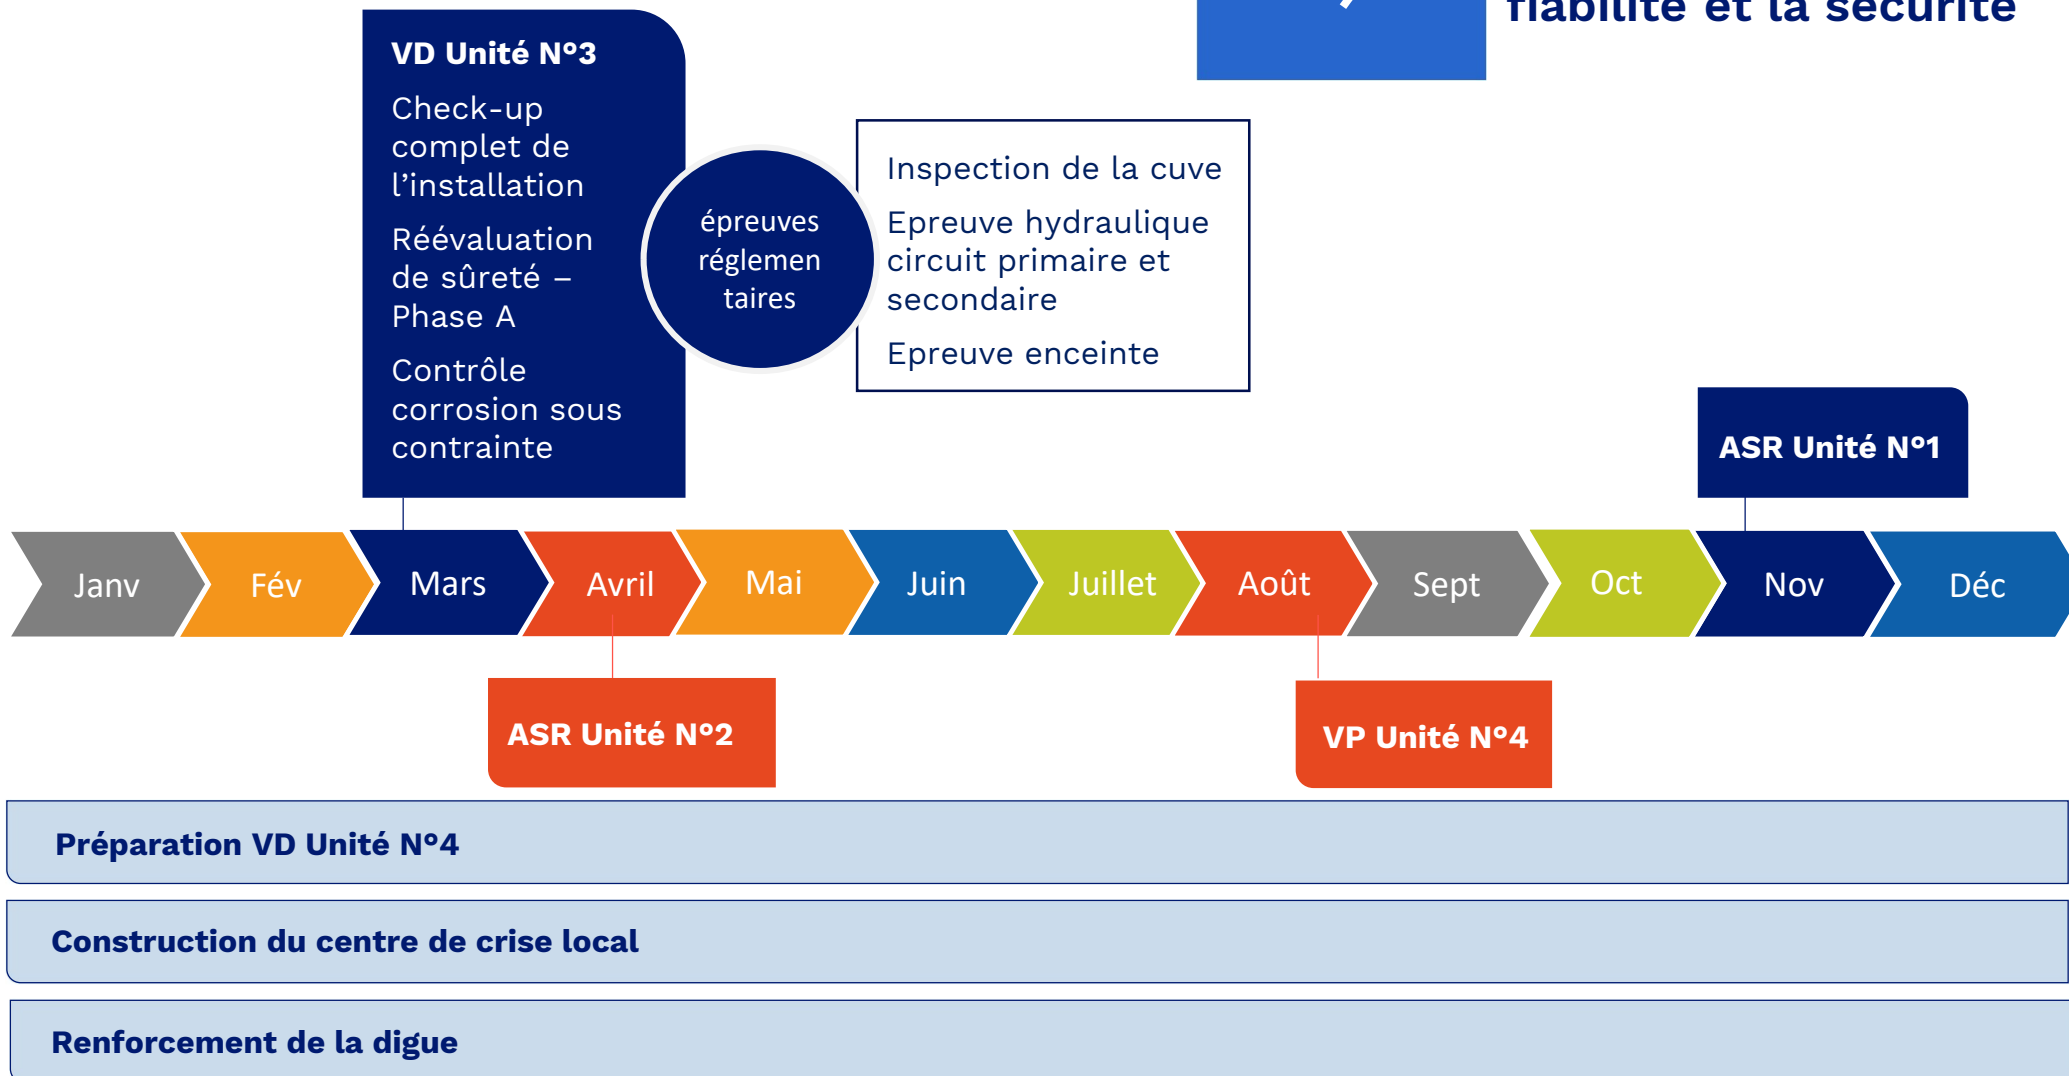 fiabilité et la sécurité
VD Unité N°3
Check-up
complet de
l’installation
Réévaluation
de sûreté –
Phase A
Contrôle
corrosion sous
contrainte
épreuves
réglemen
taires
Inspection de la cuve
Epreuve hydraulique
circuit primaire et
secondaire
Epreuve enceinte
ASR Unité N°1
Janv
Fév
Mars
Avril
Mai
Juin
Juillet
Août
Sept
Oct
Nov
Déc
ASR Unité N°2
VP Unité N°4
Préparation VD Unité N°4
Construction du centre de crise local
Renforcement de la digue